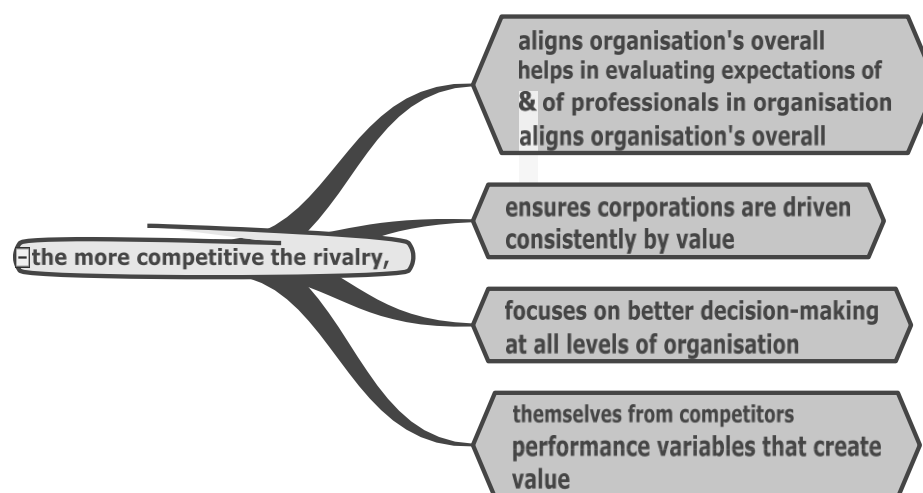 aligns organisation's overall
helps in evaluating expectations of
& of professionals in organisation
aligns organisation's overall
ensures corporations are driven
consistently by value
the more competitive the rivalry,
focuses on better decision-making
at all levels of organisation
themselves from competitors
performance variables that create
value